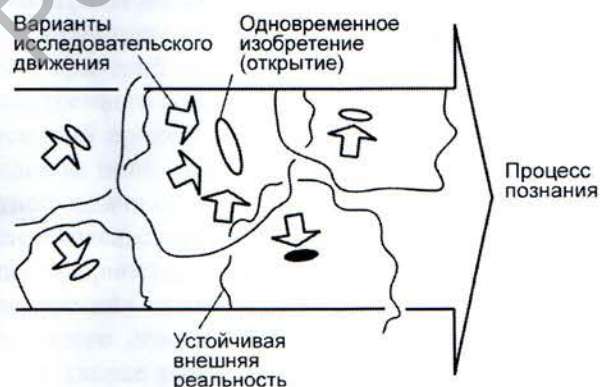 Варианты
исследовательского
движения
Одновременное
изобретение
(открытие)
Процесс
познания
Устойчивая
внешняя
реальность